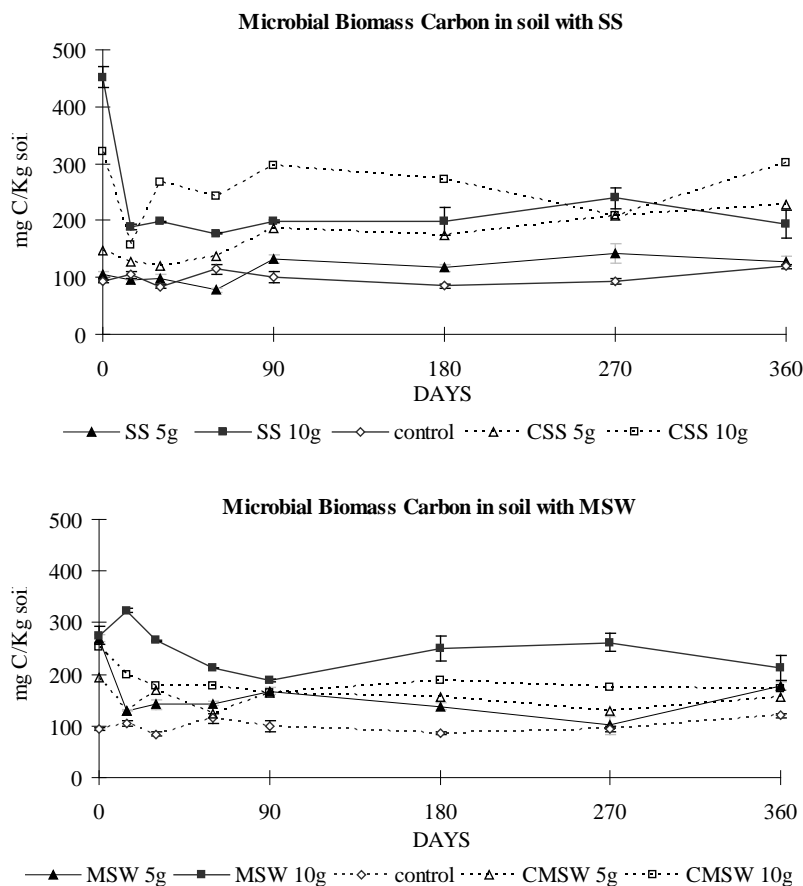 Microbial Biomass Carbon in soil with SS
500
400
300
200
100
0
mg C/Kg soi
0 90 180 270 360
DAYS
SS 5g SS 10g control CSS 5g CSS 10g
Microbial Biomass Carbon in soil with MSW
500
400
300
200
100
0
mg C/Kg soi
0 90 180 270 360
DAYS
MSW 5g MSW 10g control CMSW 5g CMSW 10g